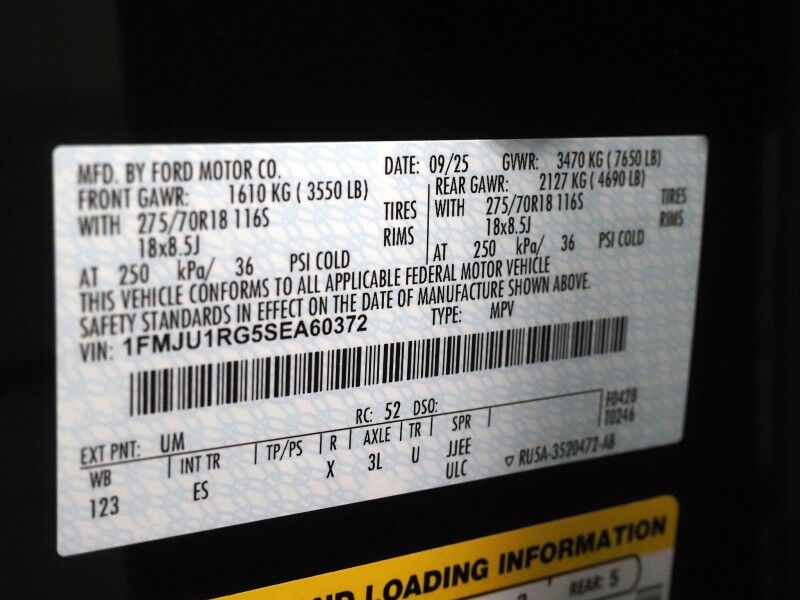 MFD. BY FORD MOTOR CO. DATE: 09/25 GVWR: 3470 KG ( 7650 LB)
FRONT GAWR: 1610 KG ( 3550 LB) REAR GAWR: 2127 KG ( 4690 LB)
WITH 275/70R18 116S TIRES WITH 275/70R18 116S TIRES
18x8.5J RIMS 18x8.5J RIMS
AT 250 kPa/ 36 PSI COLD AT 250 kPa/ 36 PSI COLD
THIS VEHICLE CONFORMS TO ALL APPLICABLE FEDERAL MOTOR VEHICLE
SAFETY STANDARDS IN EFFECT ON THE DATE OF MANUFACTURE SHOWN ABOVE.
VIN: 1FMJU1RG5SEA60372 TYPE: MPV
F0428
T0246
RC: 52 DSO:
EXT PNT: UM
WB INT TR TP/PS R AXLE TR SPR
123 ES X 3L U JJEE
ULC
▽ RU5A-3520472-AB
ND LOADING INFORMATION
REAR: 5